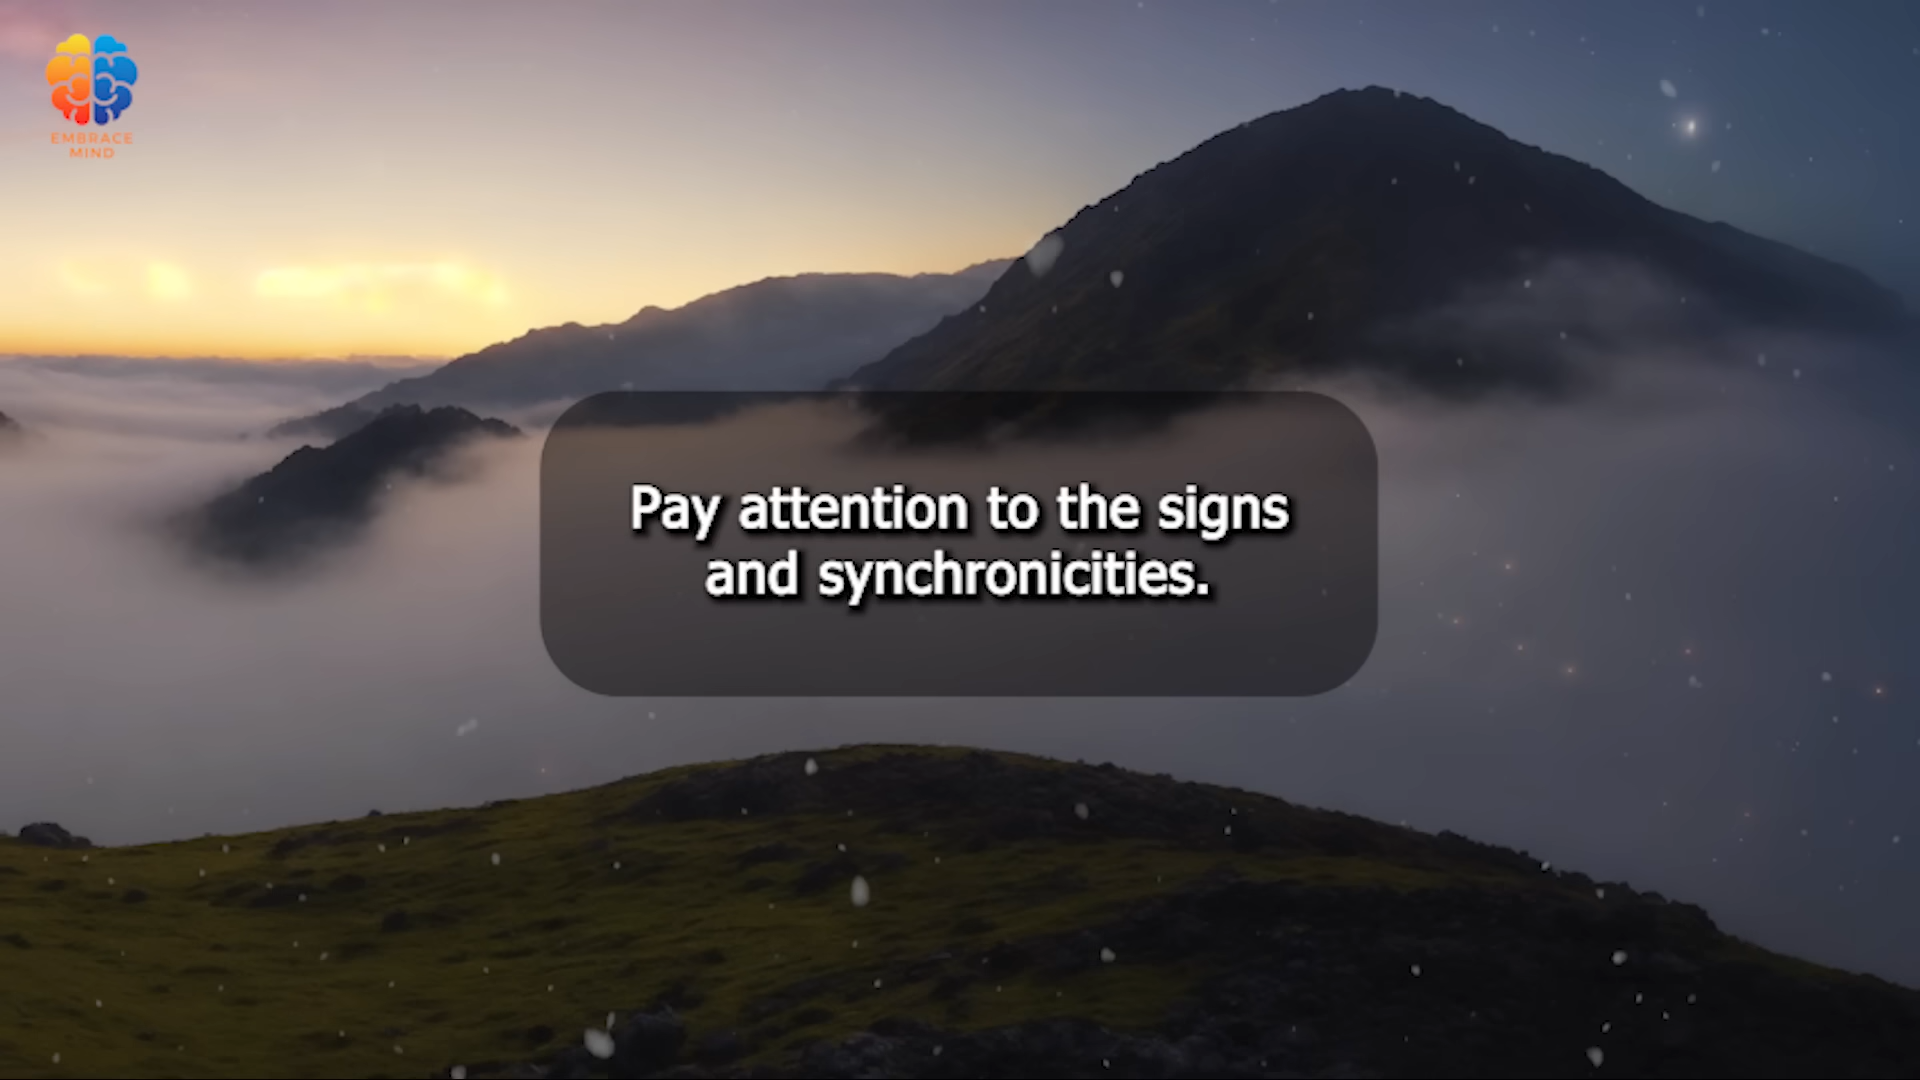 EMBRACE
MIND
Pay attention to the signs
and synchronicities.